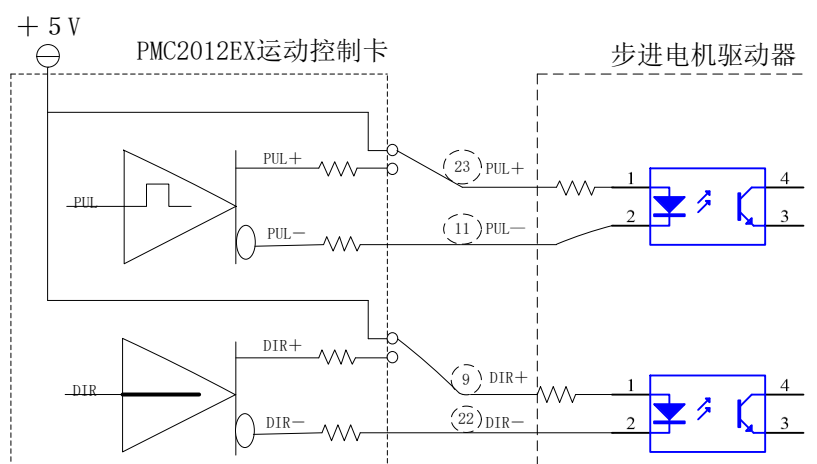 ＋５V
PMC2012EX运动控制卡
步进电机驱动器
PUL＋
23
PUL＋
1
4
PUL
2
3
PUL－
11
PUL－
DIR＋
9
DIR＋
1
4
DIR
DIR－
22
DIR－
2
3